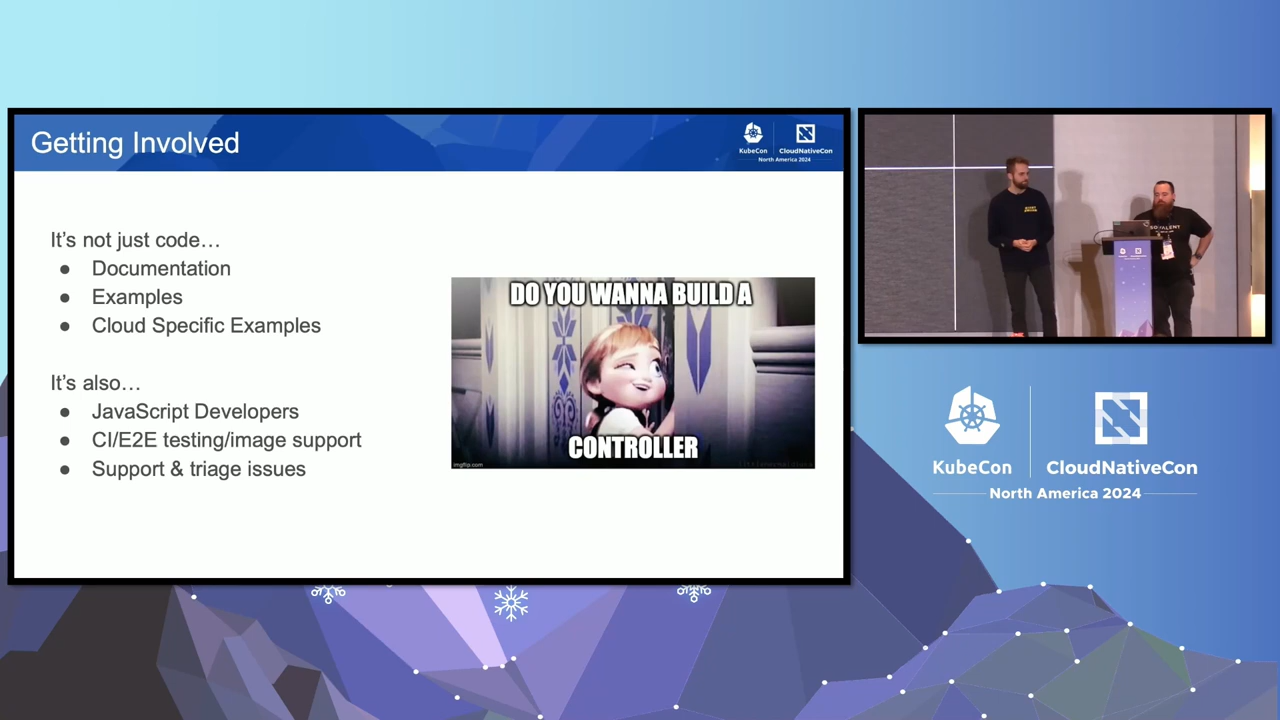 Getting Involved
KubeCon
CloudNativeCon
North America 2024
It's not just code…
● Documentation
● Examples
● Cloud Specific Examples
It's also…
● JavaScript Developers
● CI/E2E testing/image support
● Support & triage issues
DO YOU WANNA BUILD A
CONTROLLER
imgflip.com
KubeCon
CloudNativeCon
North America 2024